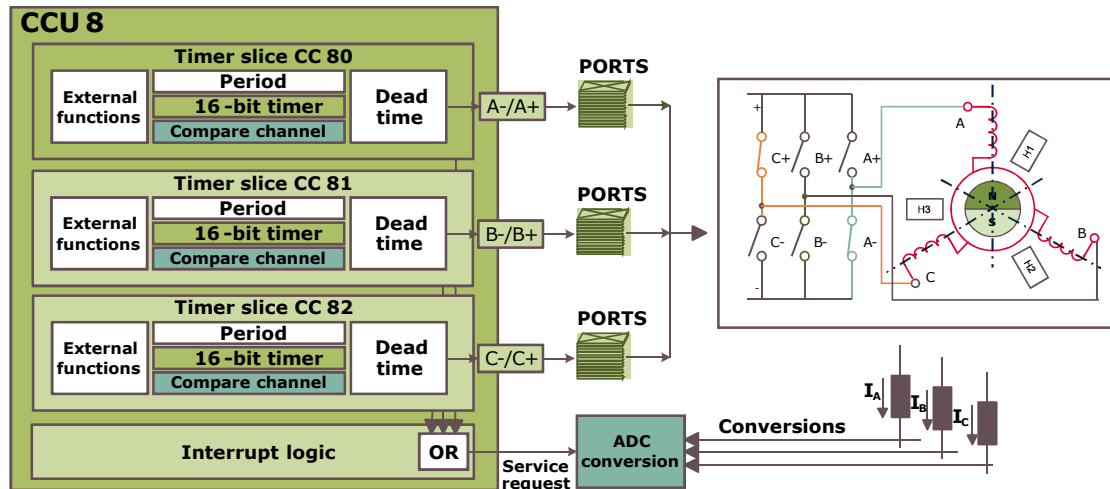 CCU 8
Timer slice CC 80
External functions
Period
16-bit timer
Compare channel
Dead time
A-/A+
PORTS
Timer slice CC 81
External functions
Period
16-bit timer
Compare channel
Dead time
B-/B+
PORTS
Timer slice CC 82
External functions
Period
16-bit timer
Compare channel
Dead time
C-/C+
PORTS
Interrupt logic
OR
Service request
ADC conversion
Conversions
IA
IB
IC
+
C+
B+
A+
C-
B-
A-
-
A
H1
N
S
H3
H2
B
C